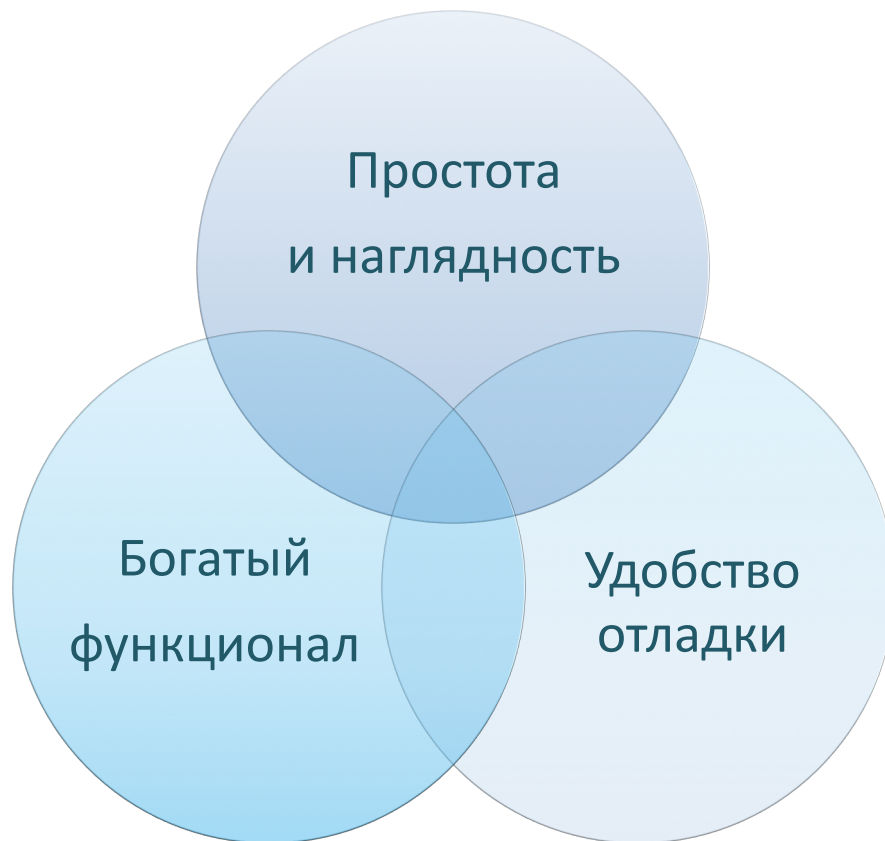 Простота
и наглядность
Богатый
функционал
Удобство
отладки